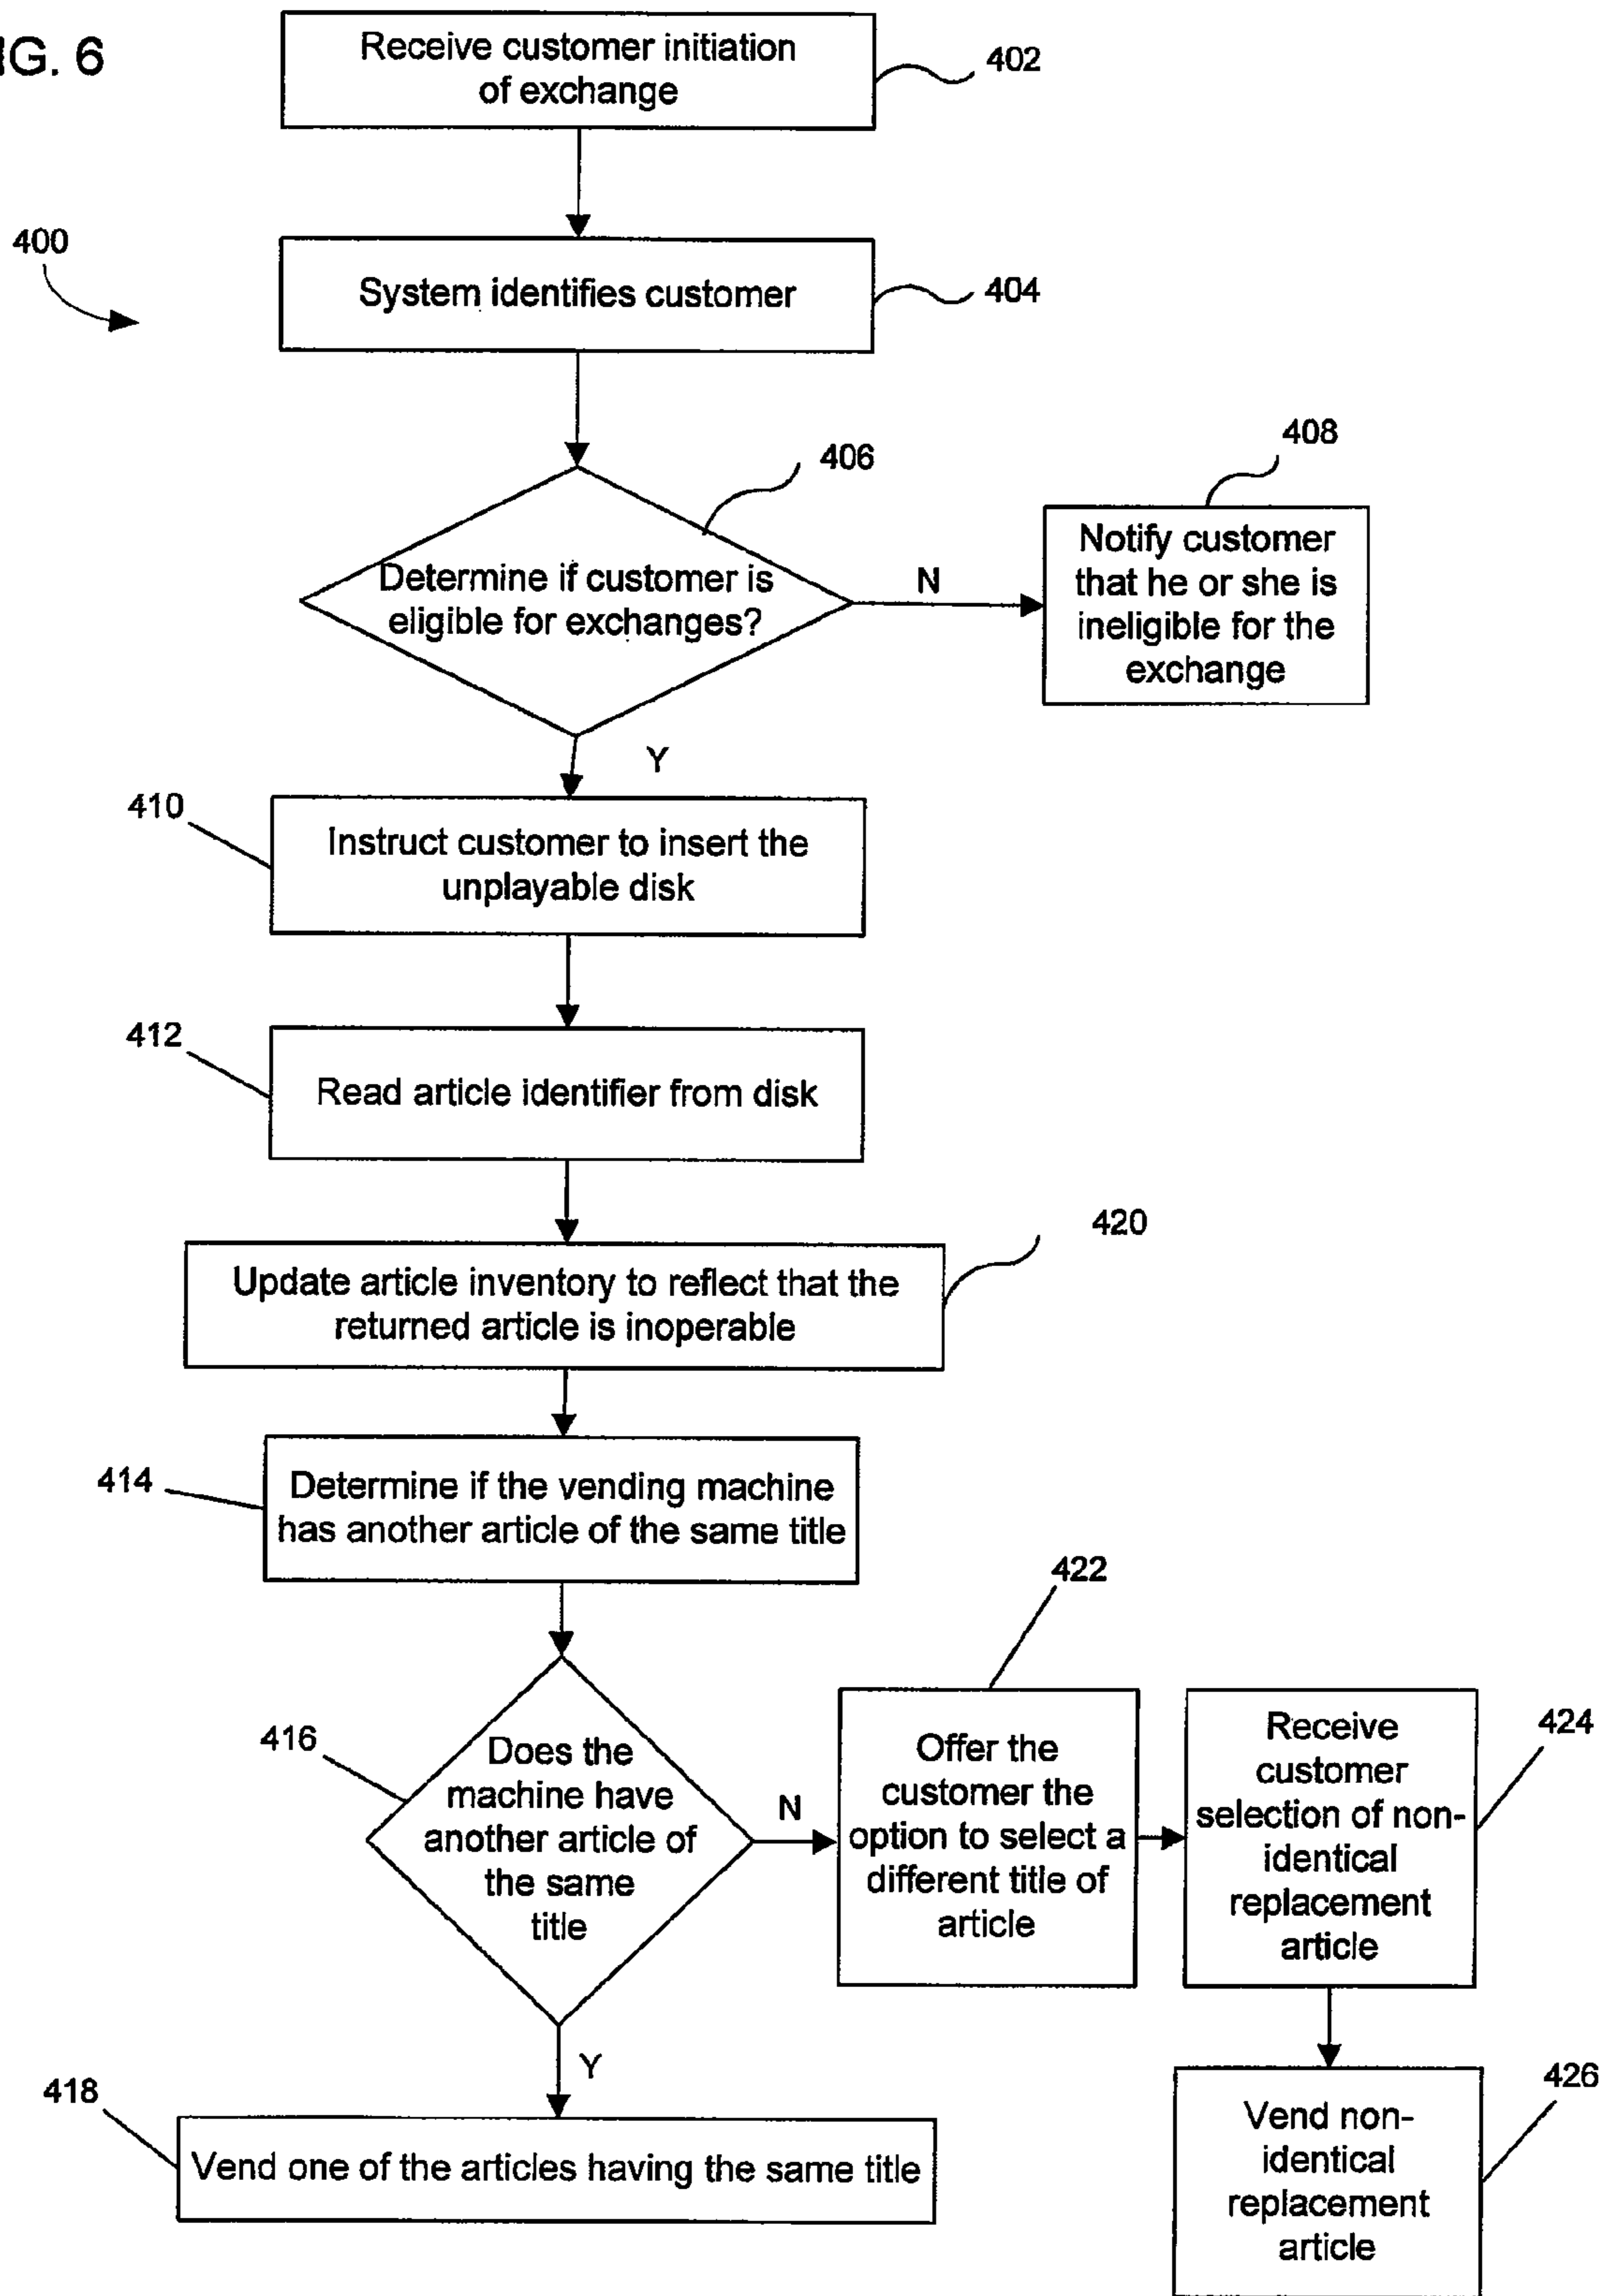 IG. 6
Receive customer initiation
of exchange
402
400
System identifies customer
404
406
408
Determine if customer is
eligible for exchanges?
N
Notify customer
that he or she is
ineligible for the
exchange
Y
410
Instruct customer to insert the
unplayable disk
412
Read article identifier from disk
420
Update article inventory to reflect that the
returned article is inoperable
414
Determine if the vending machine
has another article of the same title
422
416
Does the
machine have
another article of
the same
title
N
Offer the
customer the
option to select a
different title of
article
Receive
customer
selection of non-
identical
replacement
article
424
Y
418
Vend one of the articles having the same title
Vend non-
identical
replacement
article
426